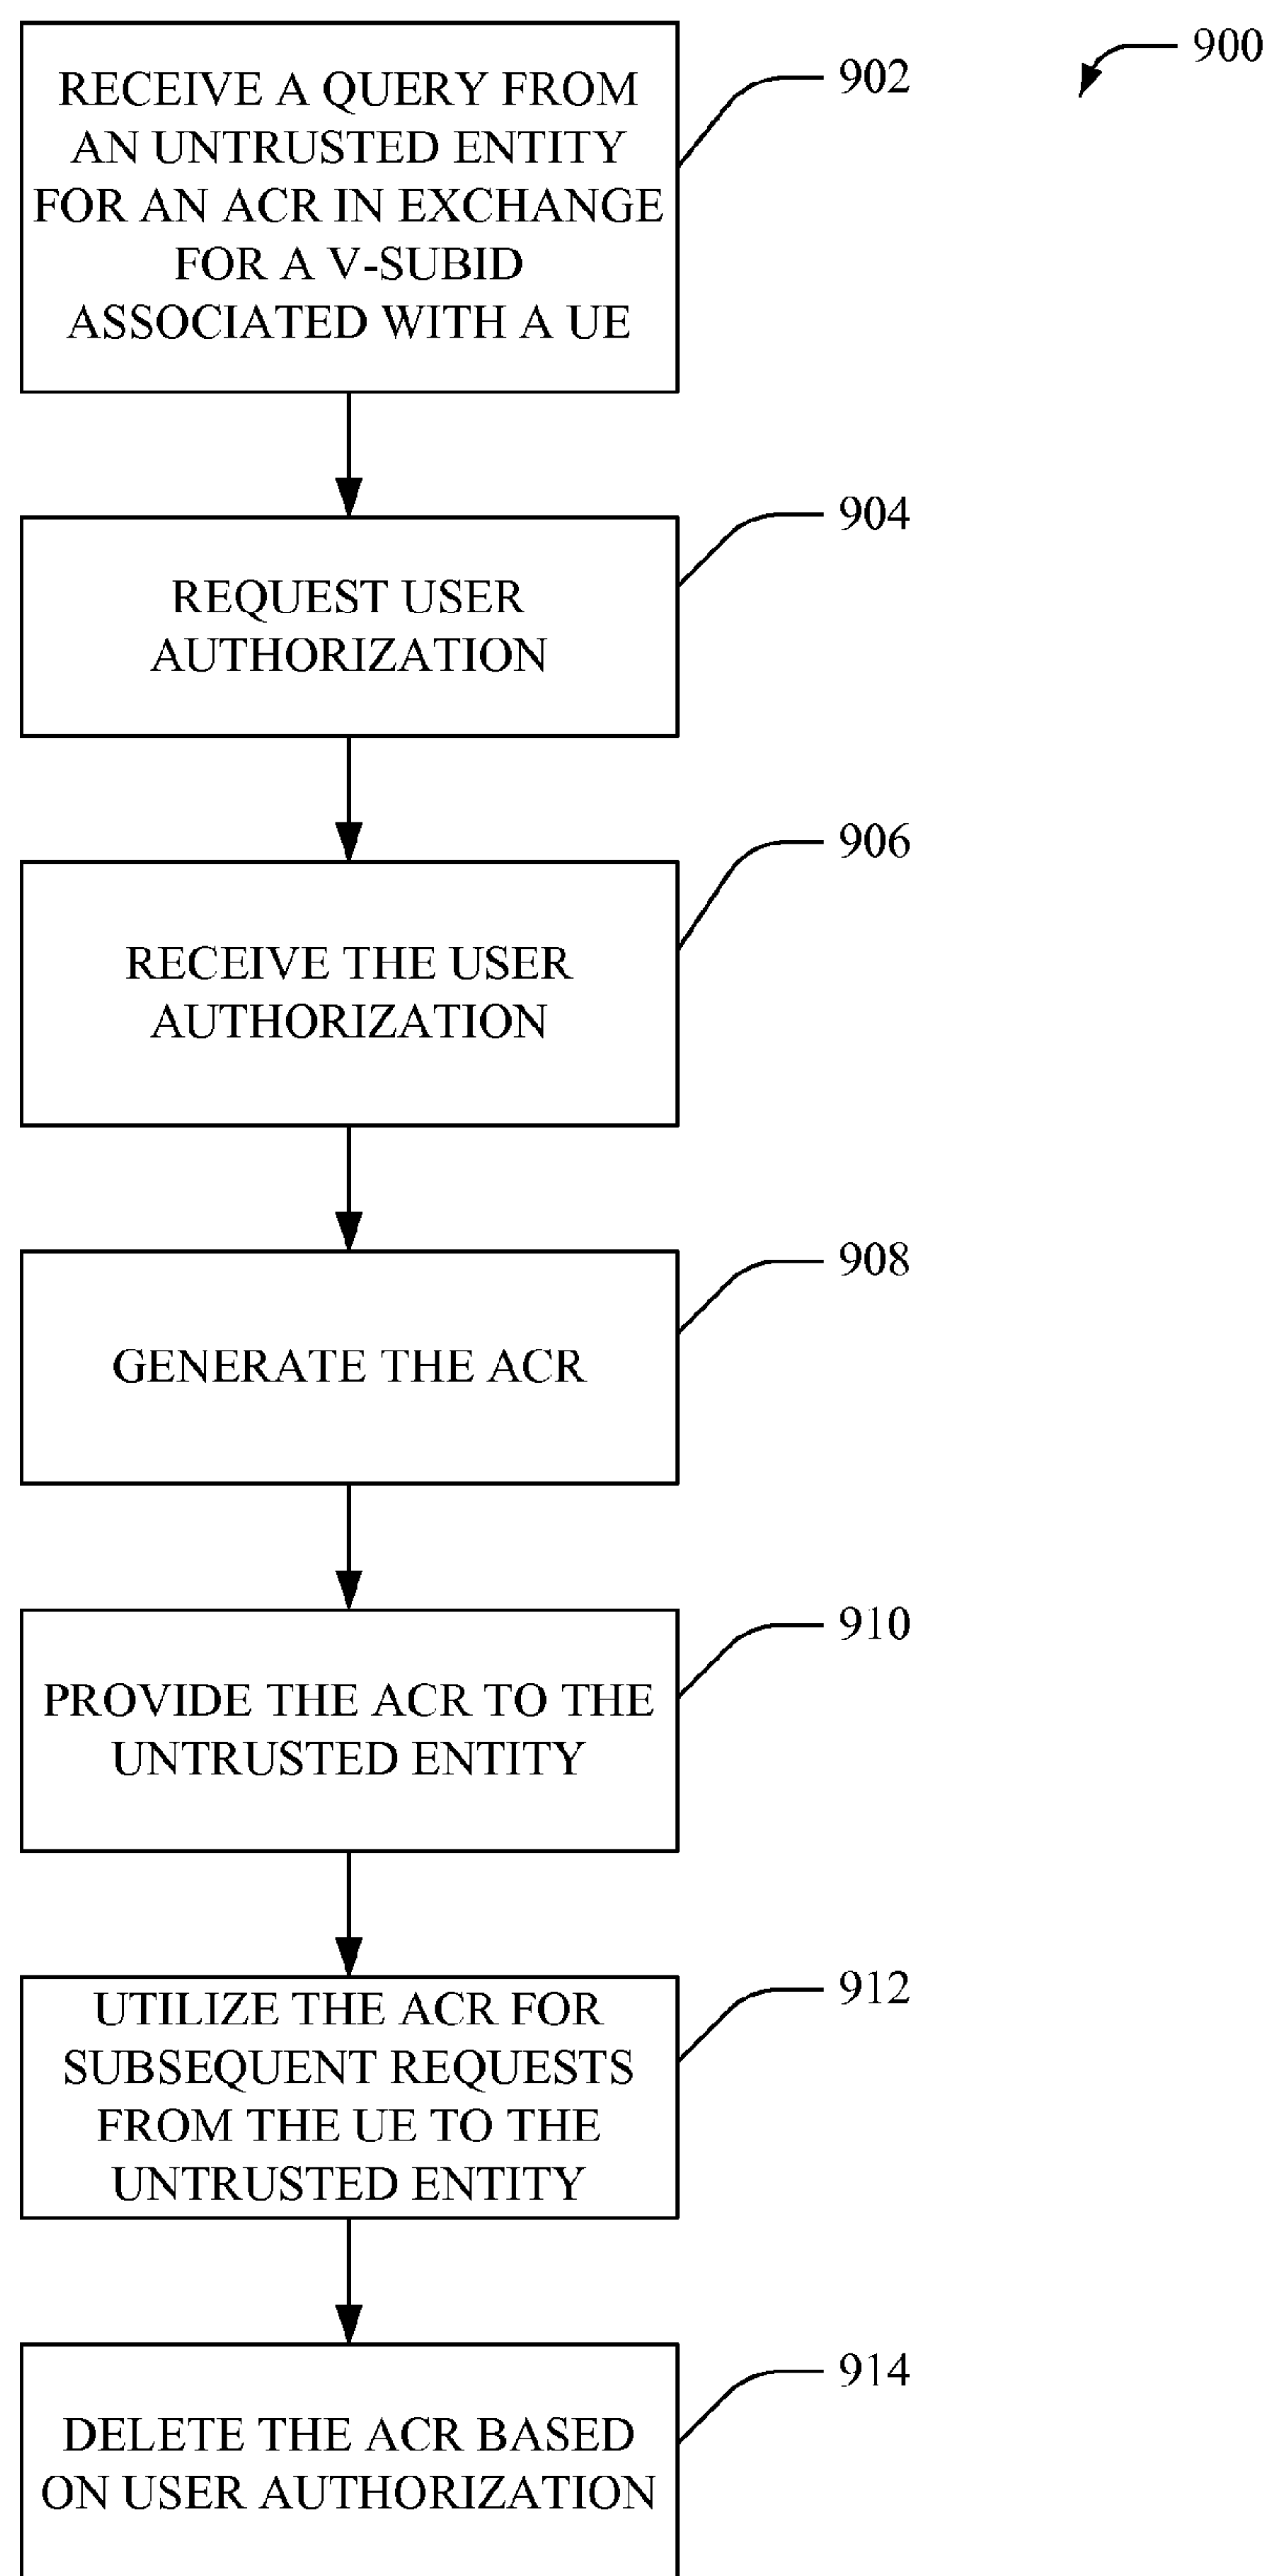 900
RECEIVE A QUERY FROM
AN UNTRUSTED ENTITY
FOR AN ACR IN EXCHANGE
FOR A V-SUBID
ASSOCIATED WITH A UE
902
REQUEST USER
AUTHORIZATION
904
RECEIVE THE USER
AUTHORIZATION
906
GENERATE THE ACR
908
PROVIDE THE ACR TO THE
UNTRUSTED ENTITY
910
UTILIZE THE ACR FOR
SUBSEQUENT REQUESTS
FROM THE UE TO THE
UNTRUSTED ENTITY
912
DELETE THE ACR BASED
ON USER AUTHORIZATION
914